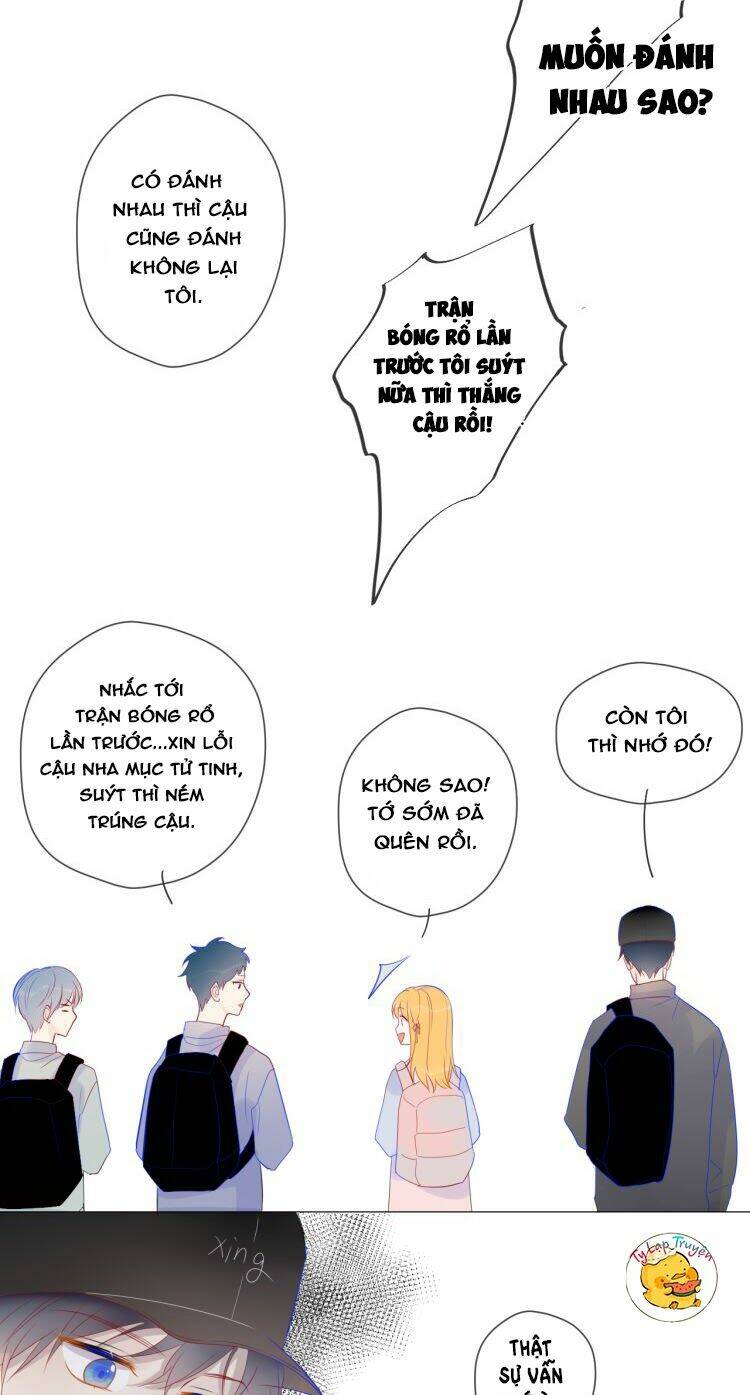 MUỐN ĐÁNH
NHAU SAO?
CÓ ĐÁNH
NHAU THÌ CẬU
CŨNG ĐÁNH
KHÔNG LẠI
TÔI.
TRẬN
BÓNG RỔ LẦN
TRƯỚC TÔI SUÝT
NỮA THÌ THẮNG
CẬU RỒI!
NHẮC TỚI
TRẬN BÓNG RỔ
LẦN TRƯỚC...XIN LỖI
CẬU NHA MỤC TỬ TINH,
SUÝT THÌ NÉM
TRÚNG CẬU.
KHÔNG SAO!
TỚ SỚM ĐÃ
QUÊN RỒI.
CÒN TÔI
THÌ NHỚ ĐÓ!
xing
Ty Lạp Truyện
THẬT
SỰ VẪN